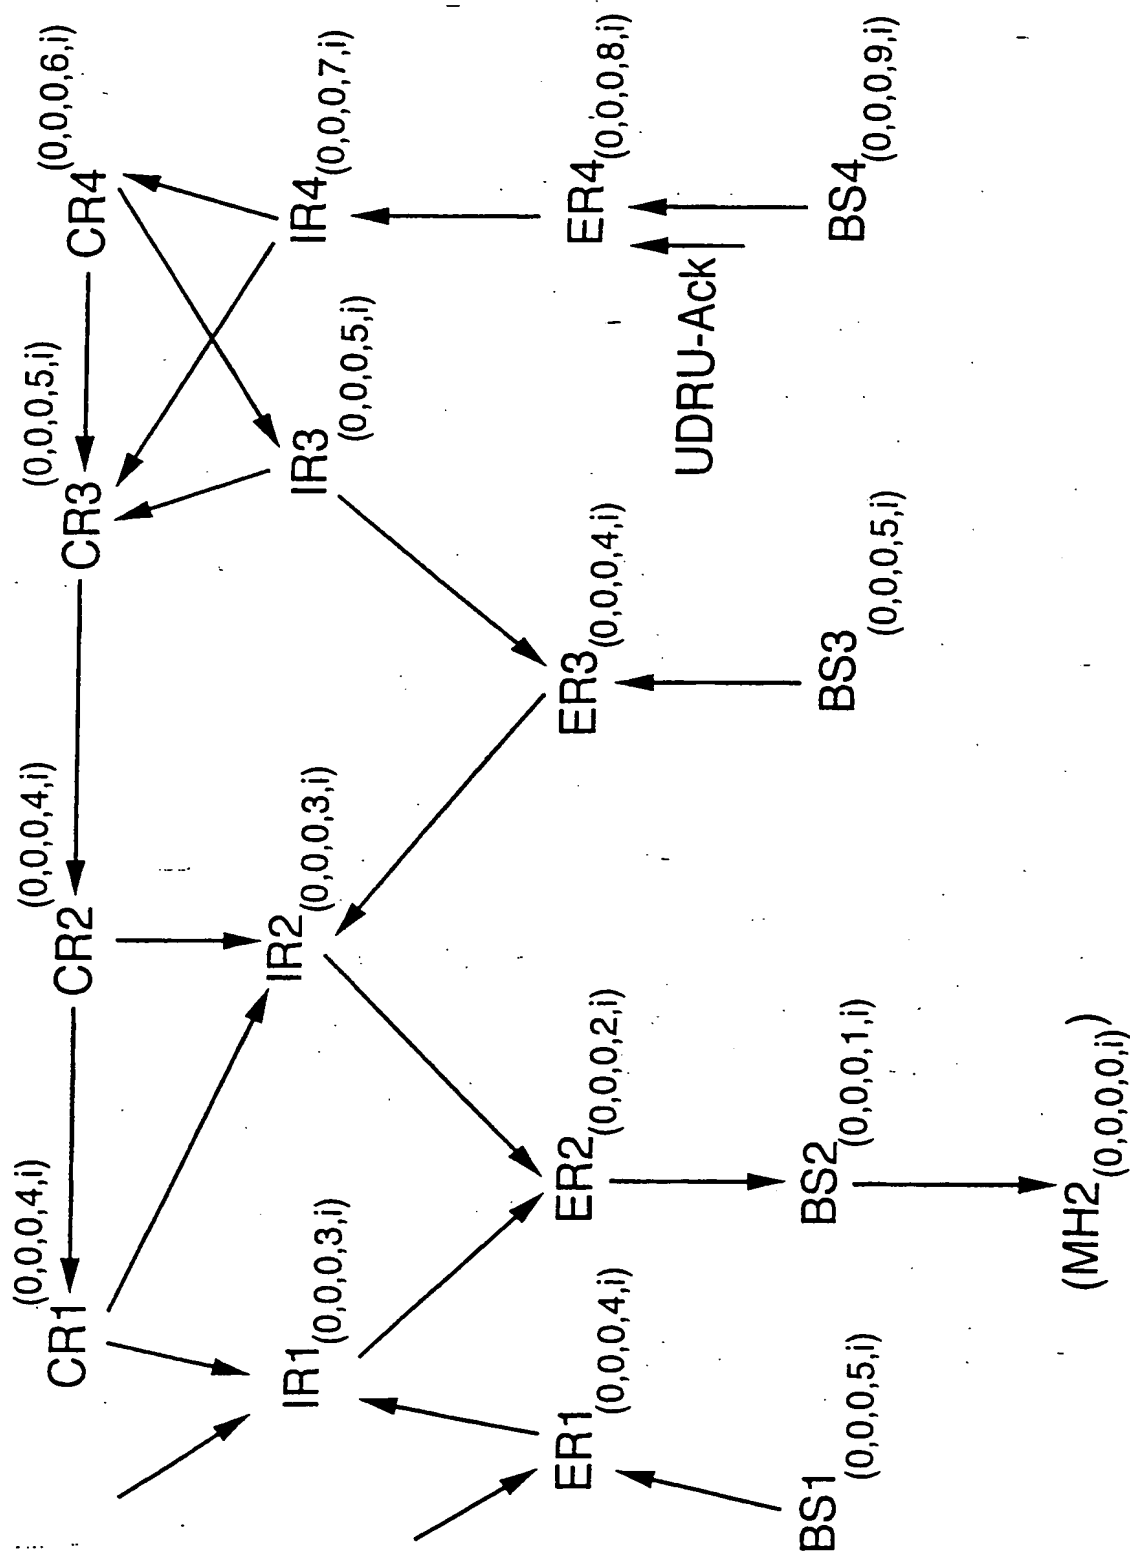 CR1 (0,0,0,4,i)
CR2 (0,0,0,4,i)
CR3 (0,0,0,5,i)
CR4 (0,0,0,6,i)
IR1 (0,0,0,3,i)
IR2 (0,0,0,3,i)
IR3 (0,0,0,5,i)
IR4 (0,0,0,7,i)
ER1 (0,0,0,4,i)
ER2 (0,0,0,2,i)
ER3 (0,0,0,4,i)
ER4 (0,0,0,8,i)
UDRU-Ack
BS1 (0,0,0,5,i)
BS2 (0,0,0,1,i)
BS3 (0,0,0,5,i)
BS4 (0,0,0,9,i)
(MH2 (0,0,0,0,i))